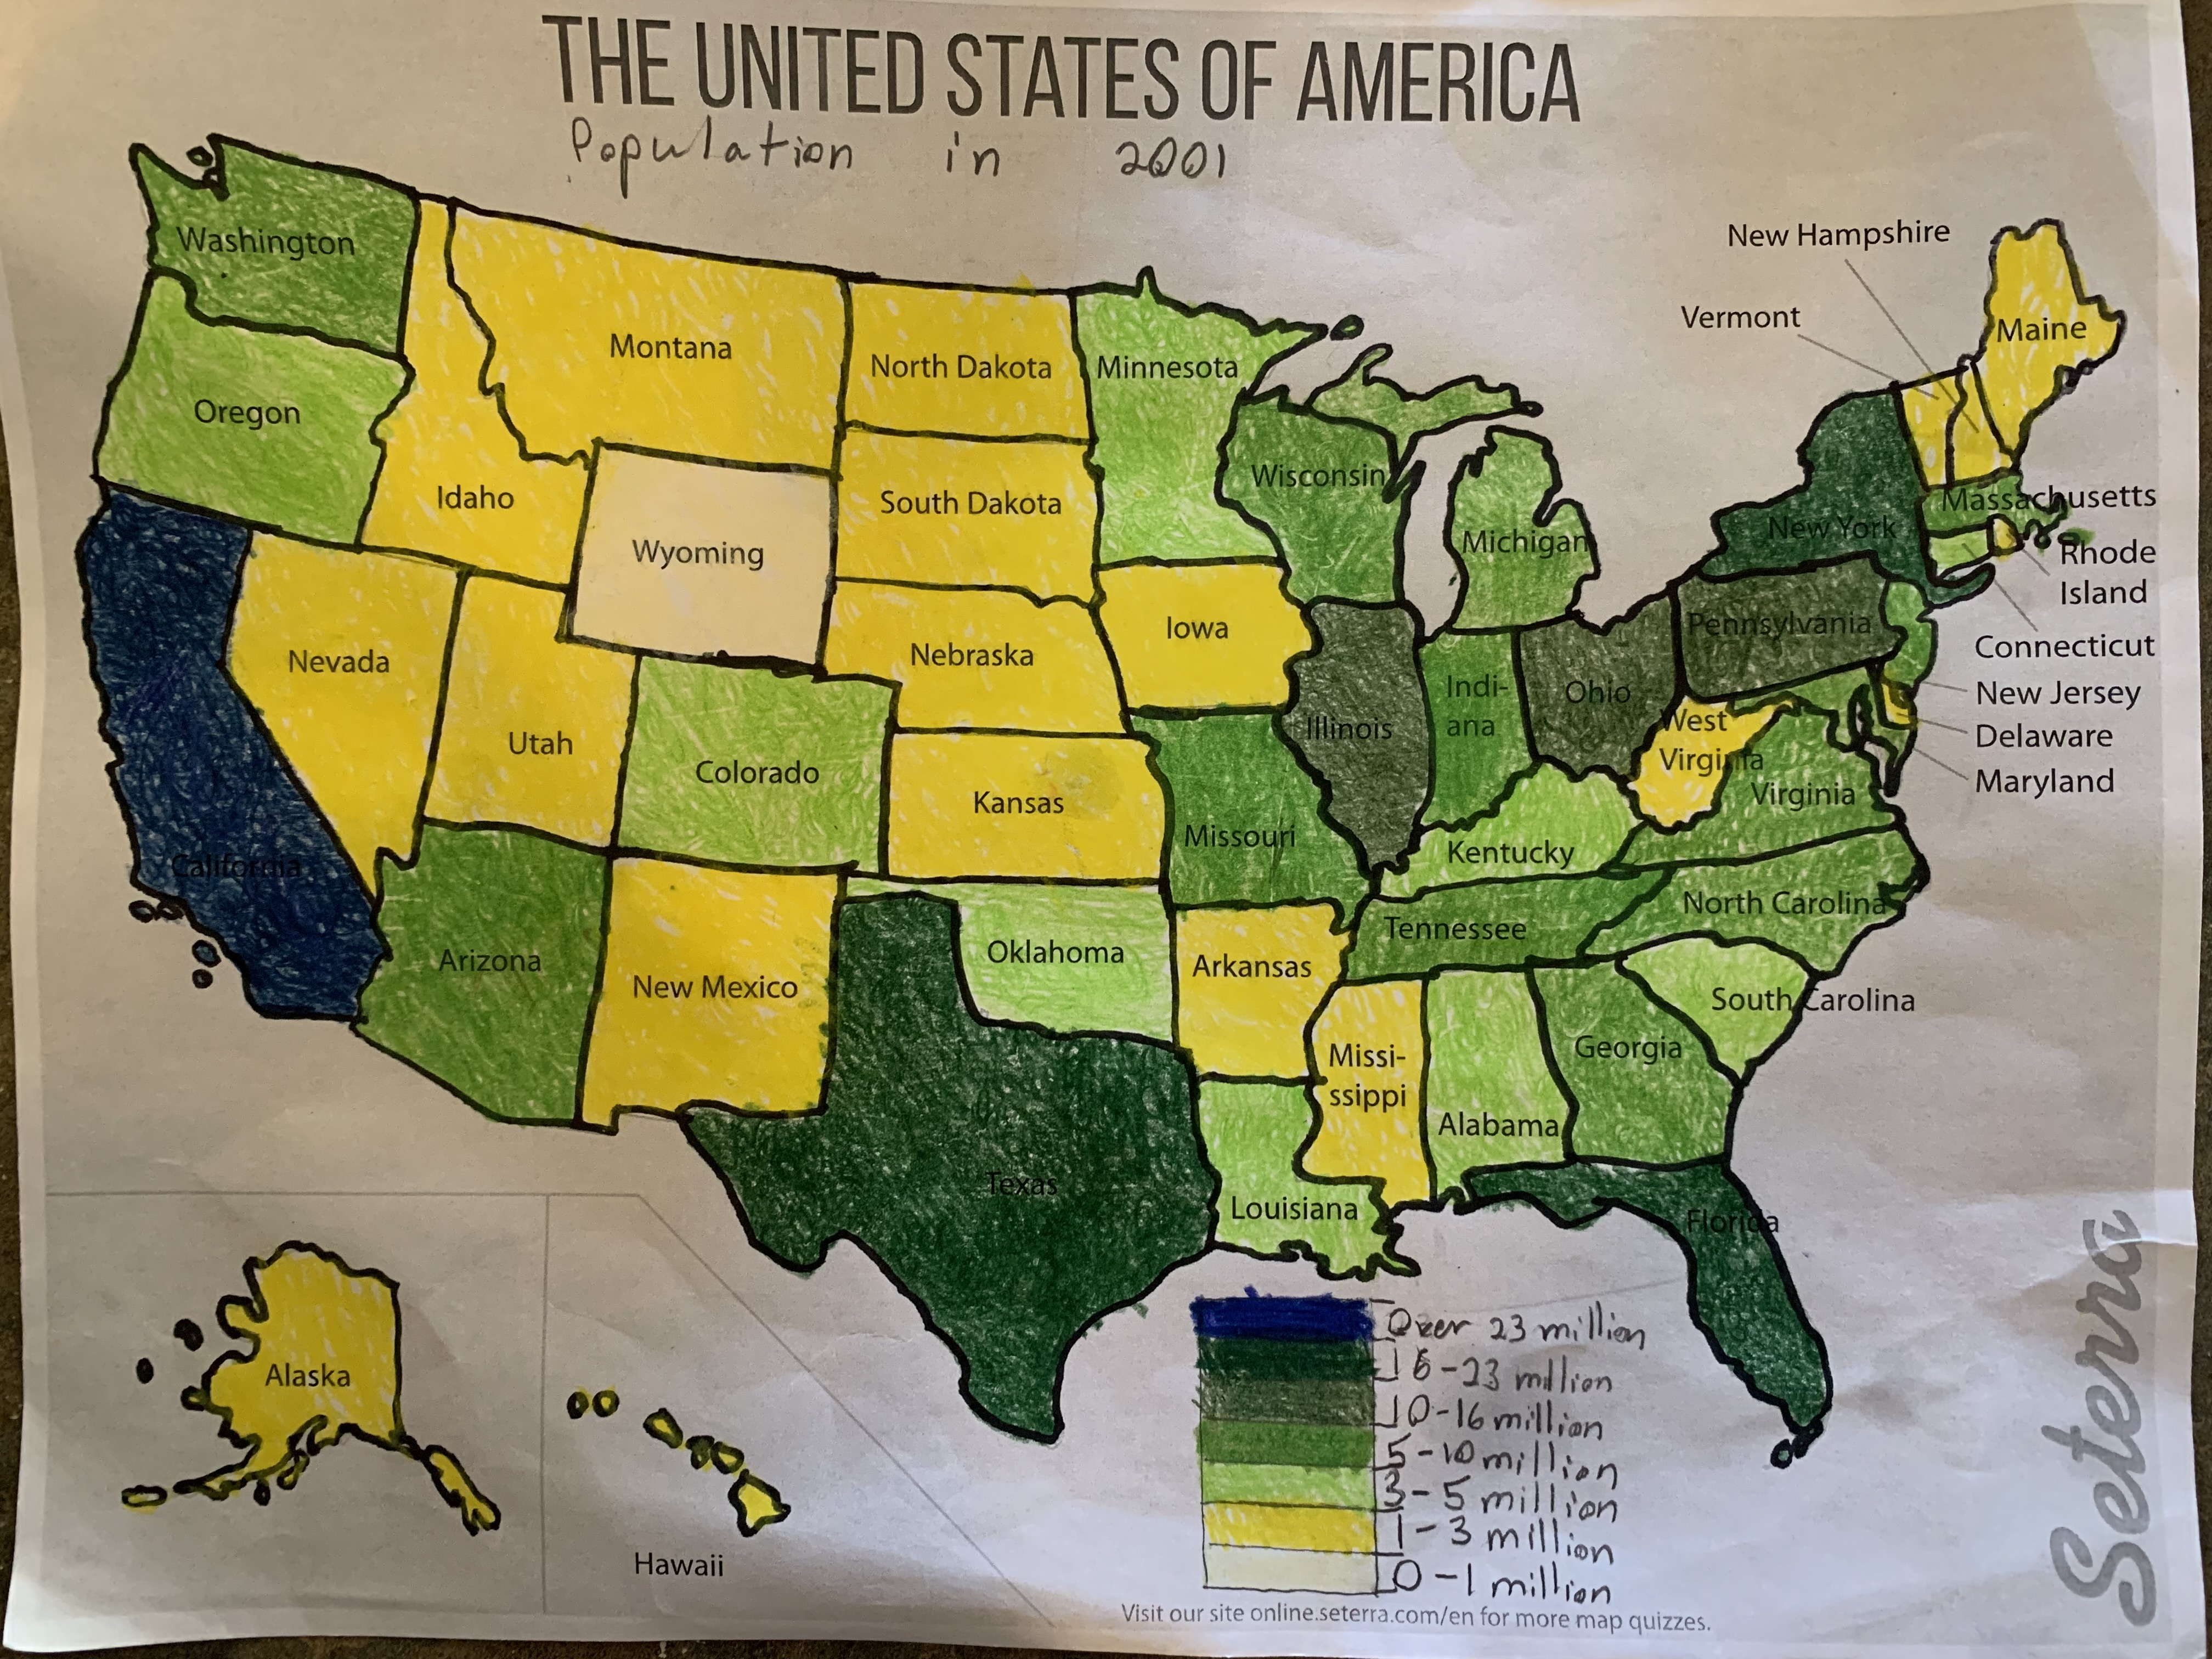 THE UNITED STATES OF AMERICA
Population in 2001
New Hampshire
Washington
Vermont
Maine
Montana
North Dakota
Minnesota
Oregon
Wisconsin
Idaho
South Dakota
Massachusetts
New York
Michigan
Wyoming
Rhode
Island
Pennsylvania
Iowa
Connecticut
Nebraska
Nevada
Indi-
ana
Ohio
New Jersey
West
Virginia
Illinois
Delaware
Utah
Colorado
Maryland
Kansas
Virginia
Missouri
Kentucky
California
North Carolina
Tennessee
Oklahoma
Arizona
Arkansas
New Mexico
South Carolina
Georgia
Missi-
ssippi
Alabama
Texas
Louisiana
Florida
Alaska
Hawaii
Over 23 million
16-23 million
10-16 million
5-10 million
3-5 million
1-3 million
0-1 million
Visit our site online.seterra.com/en for more map quizzes.
Seterra